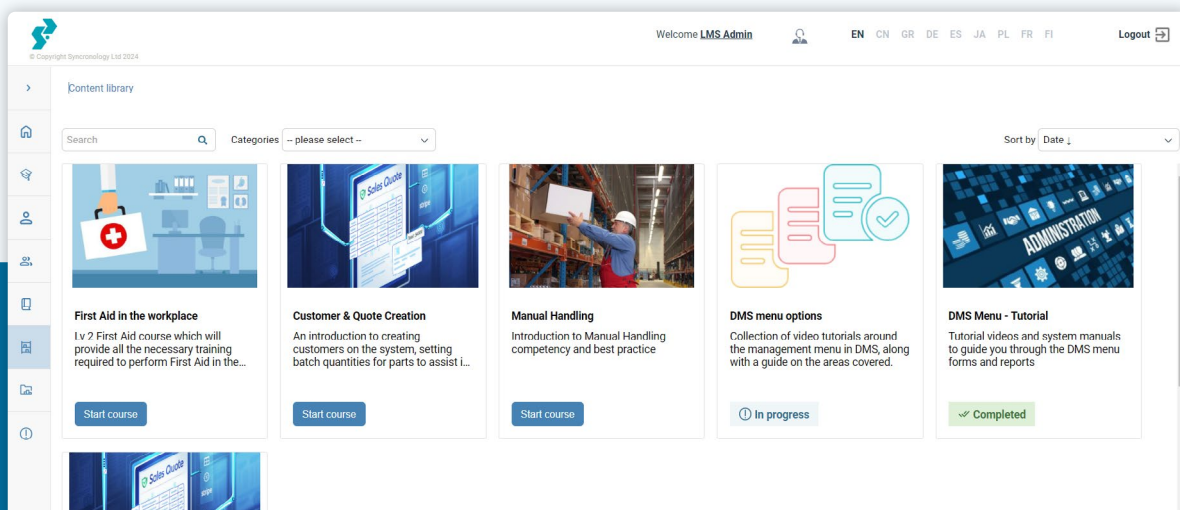 Welcome LMS Admin
EN CN GR DE ES JA PL FR FI
Logout
© Copyright Syncronology Ltd 2024
Content library
Search
Categories
-- please select --
Sort by
Date ↓
Sales Quote
stripe
ADMINISTRATION
First Aid in the workplace
Lv 2 First Aid course which will
provide all the necessary training
required to perform First Aid in the...
Start course
Customer & Quote Creation
An introduction to creating
customers on the system, setting
batch quantities for parts to assist i...
Start course
Manual Handling
Introduction to Manual Handling
competency and best practice
Start course
DMS menu options
Collection of video tutorials around
the management menu in DMS, along
with a guide on the areas covered.
In progress
DMS Menu - Tutorial
Tutorial videos and system manuals
to guide you through the DMS menu
forms and reports
Completed
Sales Quote
stripe